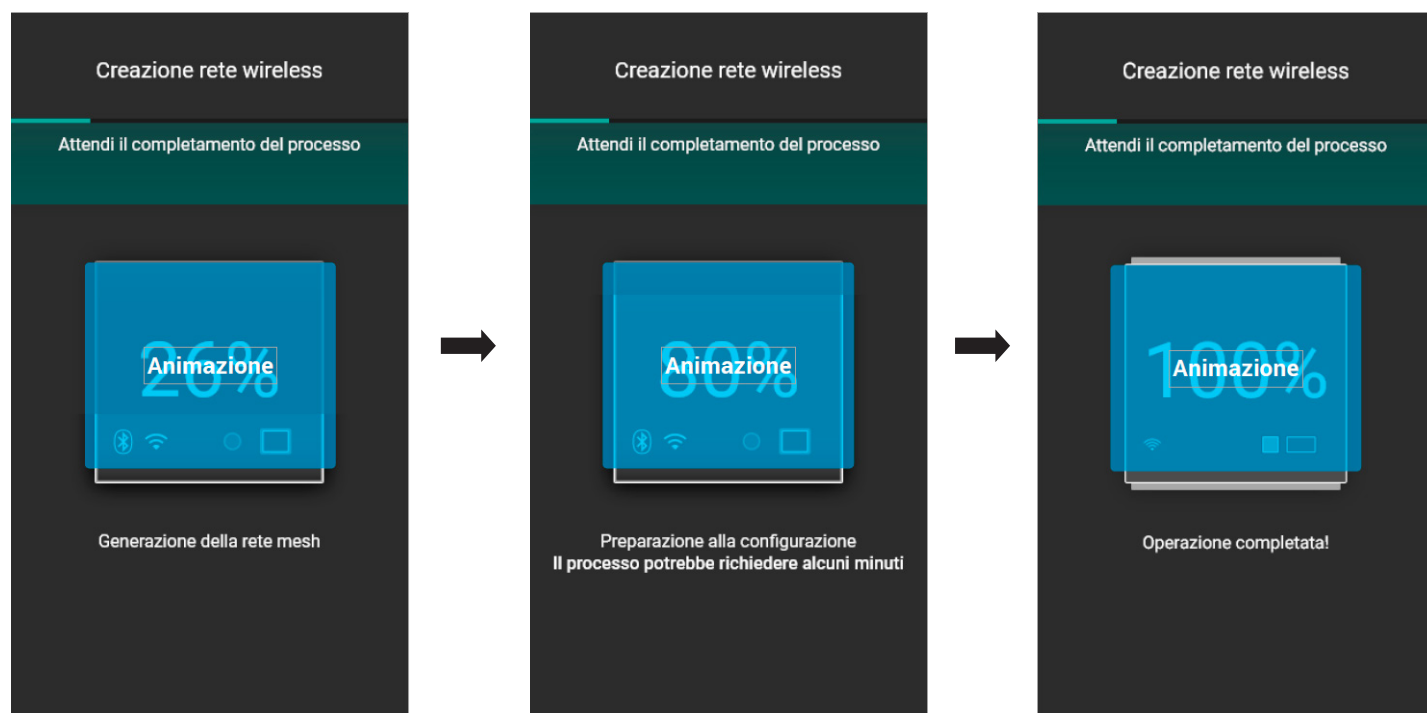 Creazione rete wireless
Attendi il completamento del processo
26%
Animazione
Generazione della rete mesh
Creazione rete wireless
Attendi il completamento del processo
80%
Animazione
Preparazione alla configurazione
Il processo potrebbe richiedere alcuni minuti
Creazione rete wireless
Attendi il completamento del processo
100%
Animazione
Operazione completata!